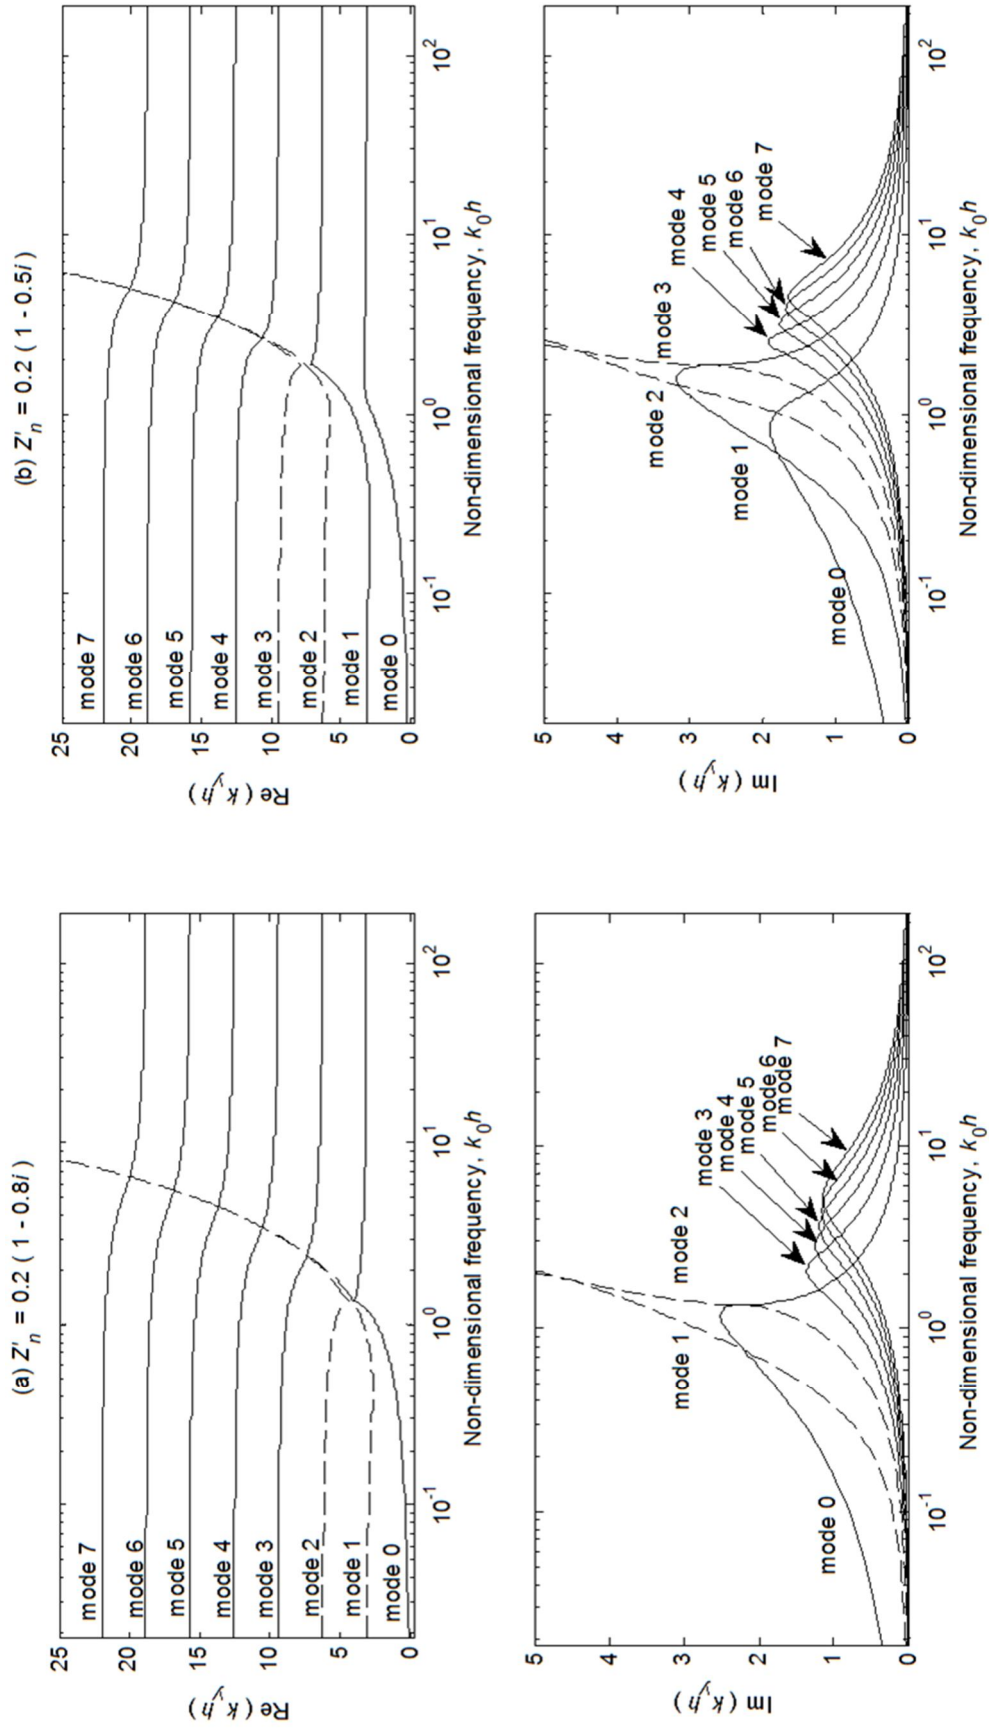 (a) Z'n = 0.2 ( 1 - 0.8i )
25
20
15
10
5
0
Re ( kyh )
mode 7
mode 6
mode 5
mode 4
mode 3
mode 2
mode 1
mode 0
10-1
100
101
102
Non-dimensional frequency, k0h
5
4
3
2
1
0
Im ( kyh )
mode 0
mode 1
mode 2
mode 3
mode 4
mode 5
mode 6
mode 7
10-1
100
101
102
Non-dimensional frequency, k0h
(b) Z'n = 0.2 ( 1 - 0.5i )
25
20
15
10
5
0
Re ( kyh )
mode 7
mode 6
mode 5
mode 4
mode 3
mode 2
mode 1
mode 0
10-1
100
101
102
Non-dimensional frequency, k0h
5
4
3
2
1
0
Im ( kyh )
mode 0
mode 1
mode 2
mode 3
mode 4
mode 5
mode 6
mode 7
10-1
100
101
102
Non-dimensional frequency, k0h